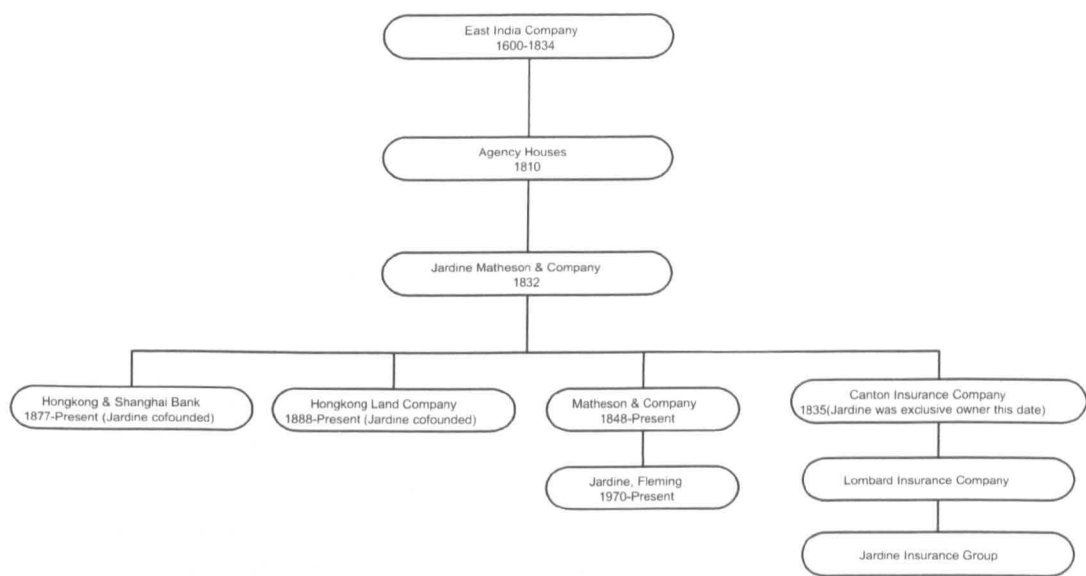 East India Company
1600-1834
Agency Houses
1810
Jardine Matheson & Company
1832
Hongkong & Shanghai Bank
1877-Present (Jardine cofounded)
Hongkong Land Company
1888-Present (Jardine cofounded)
Matheson & Company
1848-Present
Canton Insurance Company
1835(Jardine was exclusive owner this date)
Jardine, Fleming
1970-Present
Lombard Insurance Company
Jardine Insurance Group